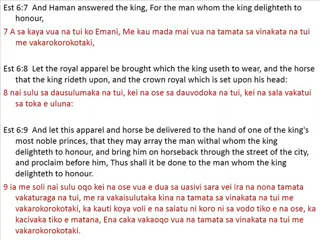 Est 6:7  And Haman answered the king, For the man whom the king delighteth to
honour,
7 A sa kaya vua na tui ko Emani, Me kau mada mai vua na tamata sa vinakata na tui
me vakarokorokotaki,
Est 6:8  Let the royal apparel be brought which the king useth to wear, and the horse
that the king rideth upon, and the crown royal which is set upon his head:
8 nai sulu sa dausulumaka na tui, kei na ose sa dauvodoka na tui, kei na sala vakatui
sa toka e uluna:
Est 6:9  And let this apparel and horse be delivered to the hand of one of the king's
most noble princes, that they may array the man withal whom the king
delighteth to honour, and bring him on horseback through the street of the city,
and proclaim before him, Thus shall it be done to the man whom the king
delighteth to honour.
9 ia me soli nai sulu oqo kei na ose vua e dua sa uasivi sara vei ira na nona tamata
vakaturaga na tui, me ra vakaisulutaka kina na tamata sa vinakata na tui me
vakarokorokotaki, ka kauti koya voli e na salatu ni koro ni sa vodo tiko e na ose, ka
kacivaka tiko e matana, Ena caka vakaoqo vua na tamata sa vinakata na tui me
vakarokorokotaki.